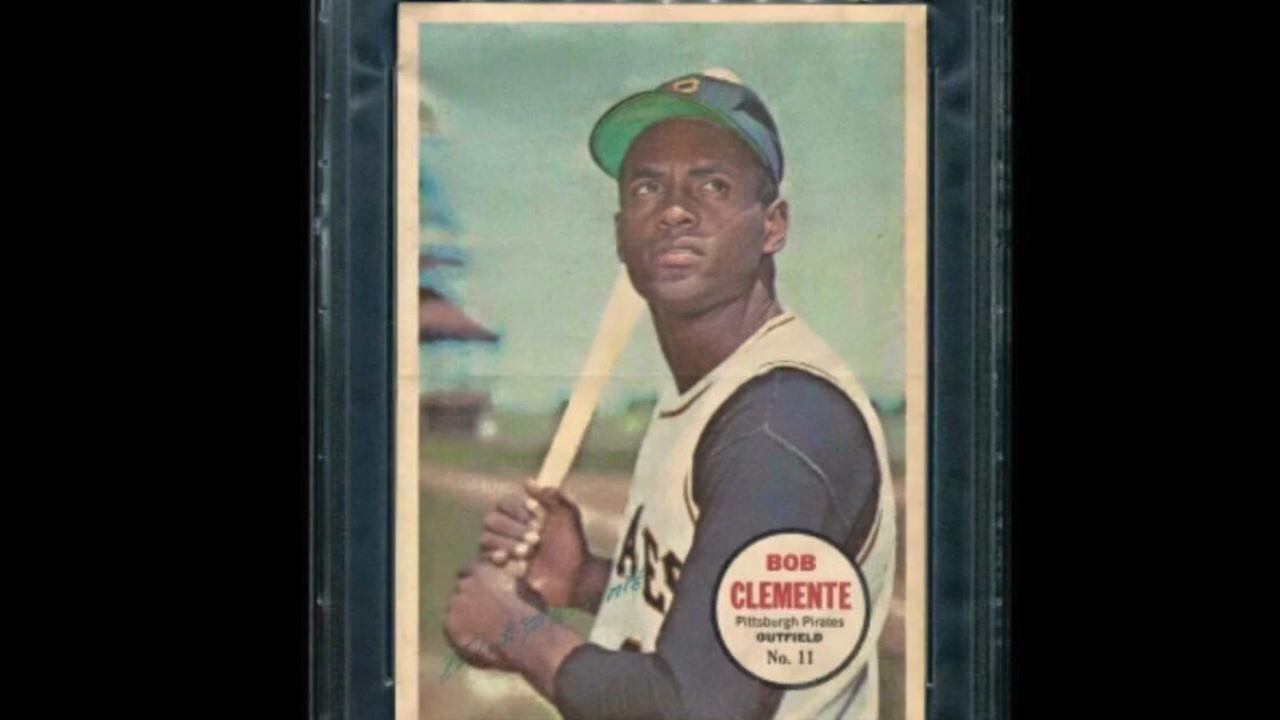 BOB
CLEMENTE
Pittsburgh Pirates
OUTFIELD
No. 11